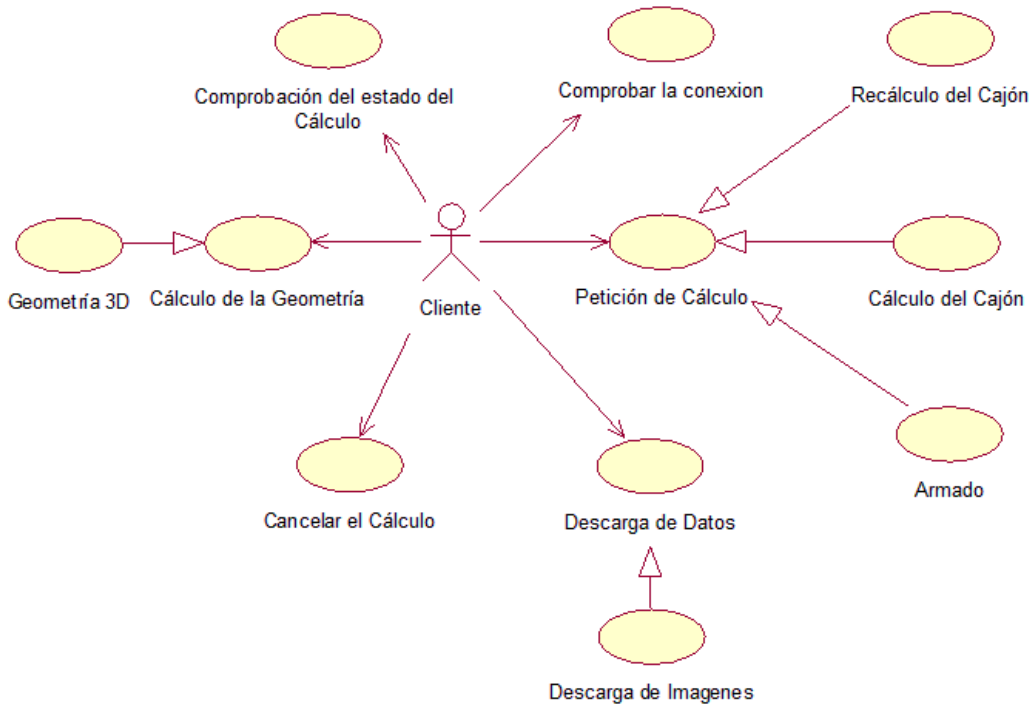 Comprobación del estado del
Cálculo
Comprobar la conexion
Recálculo del Cajón
Geometría 3D
Cálculo de la Geometría
Cliente
Petición de Cálculo
Cálculo del Cajón
Cancelar el Cálculo
Descarga de Datos
Armado
Descarga de Imagenes